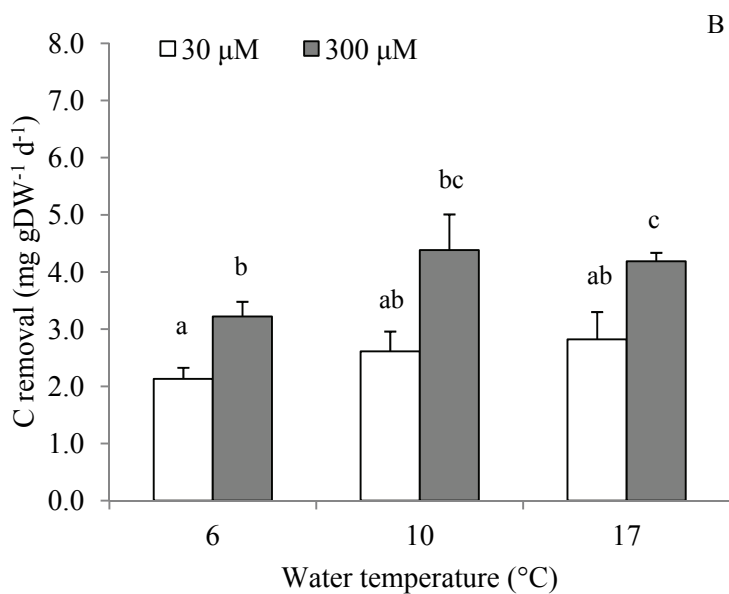 B
30 μM 300 μM
8.0
7.0
6.0
5.0
4.0
3.0
2.0
1.0
0.0
C removal (mg gDW-1 d-1)
a
b
ab
bc
ab
c
6 10 17
Water temperature (°C)